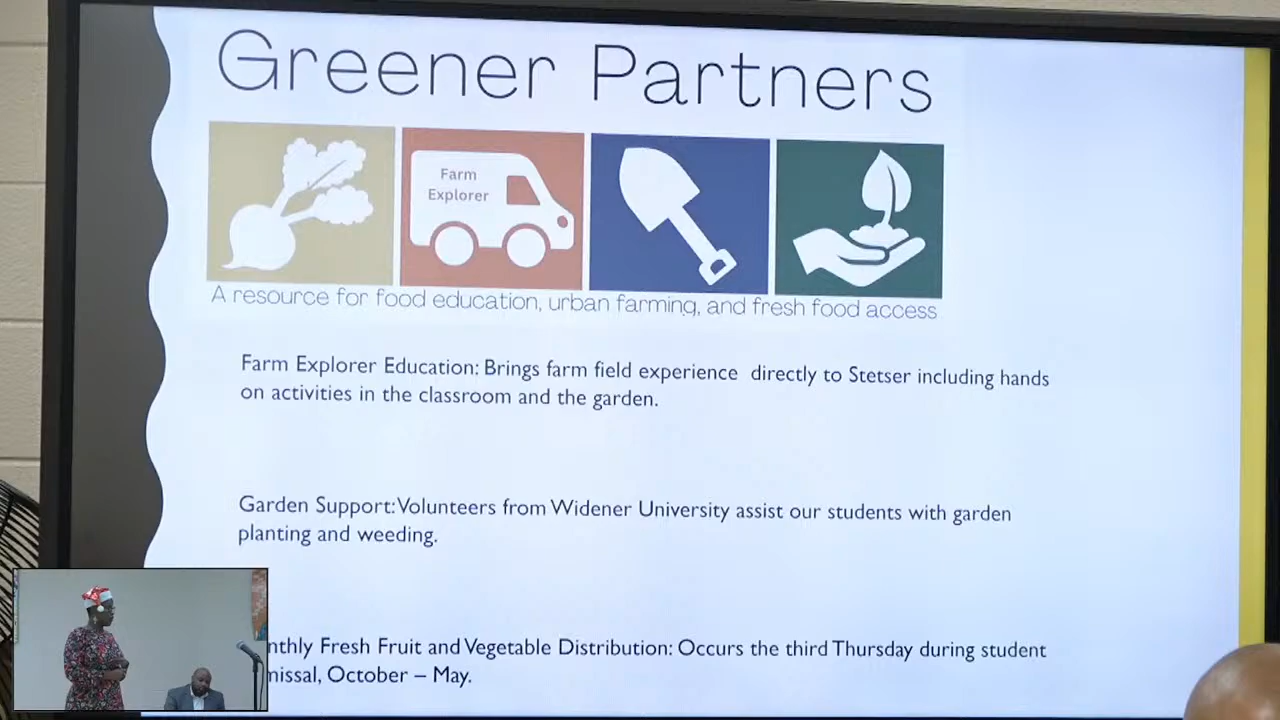 Greener Partners
Farm
Explorer
A resource for food education, urban farming, and fresh food access
Farm Explorer Education: Brings farm field experience directly to Stetser including hands
on activities in the classroom and the garden.
Garden Support: Volunteers from Widener University assist our students with garden
planting and weeding.
nthly Fresh Fruit and Vegetable Distribution: Occurs the third Thursday during student
missal, October – May.